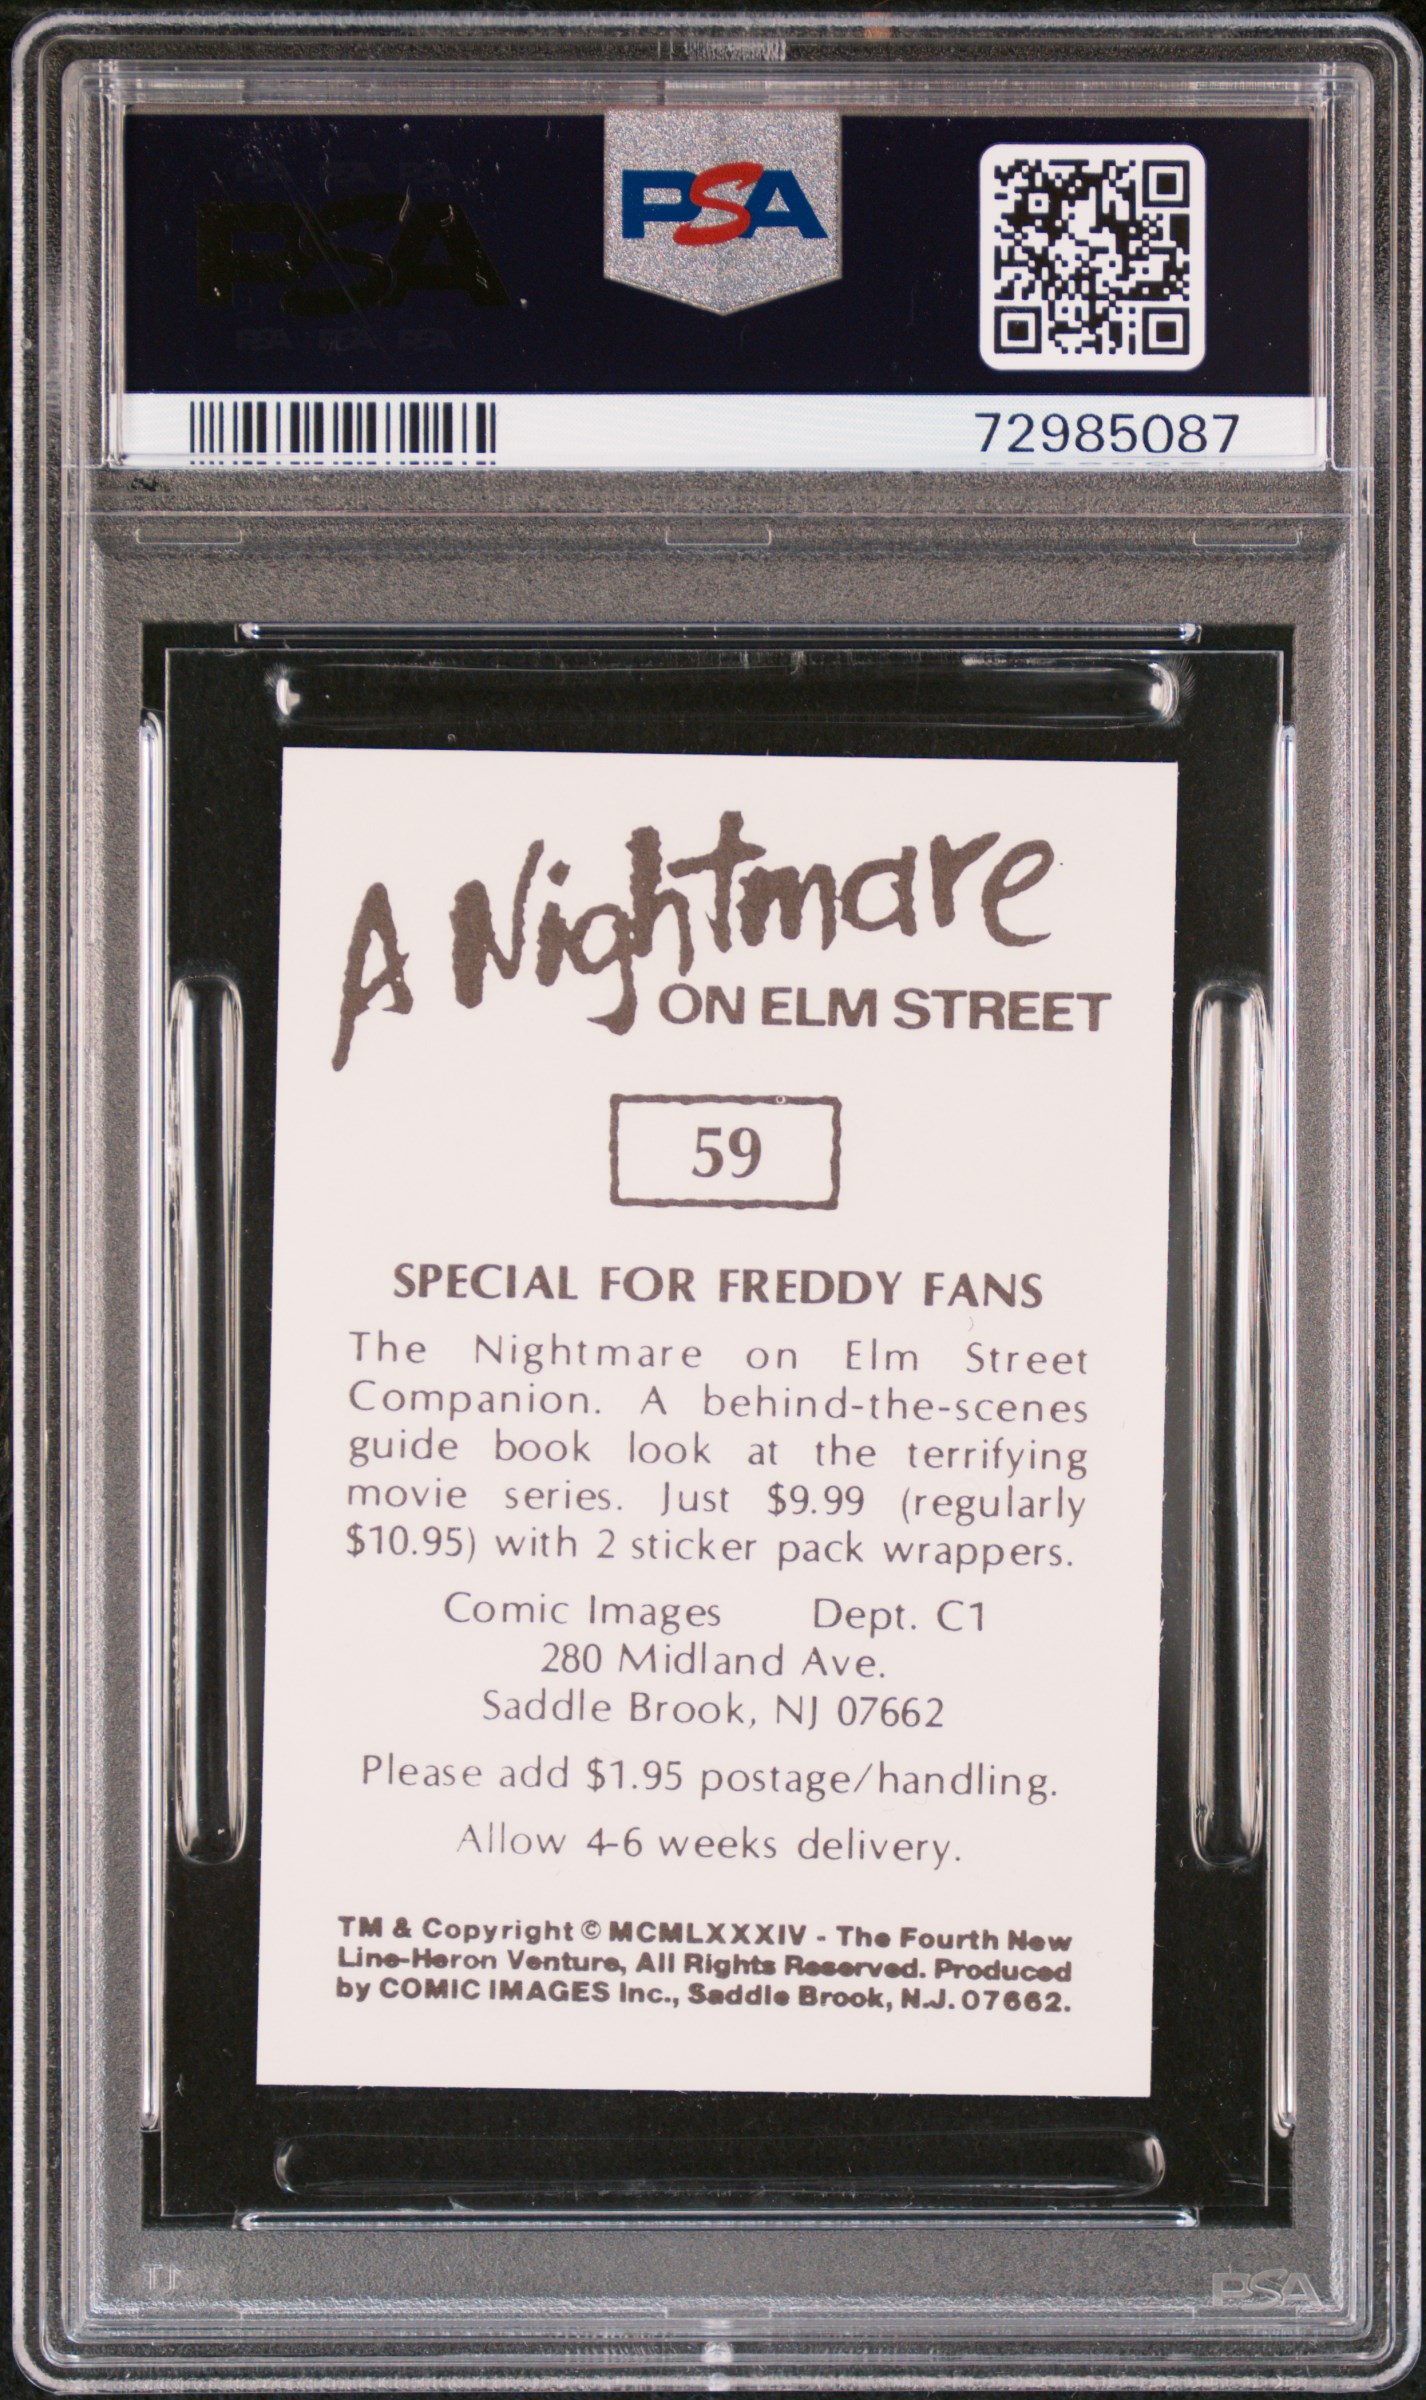 PSA
PSA
72985087
A Nightmare
ON ELM STREET
59
SPECIAL FOR FREDDY FANS
The Nightmare on Elm Street
Companion. A behind-the-scenes
guide book look at the terrifying
movie series. Just $9.99 (regularly
$10.95) with 2 sticker pack wrappers.
Comic Images Dept. C1
280 Midland Ave.
Saddle Brook, NJ 07662
Please add $1.95 postage/handling.
Allow 4-6 weeks delivery.
TM & Copyright © MCMLXXXIV - The Fourth New
Line-Heron Venture, All Rights Reserved. Produced
by COMIC IMAGES Inc., Saddle Brook, N.J. 07662.
PSA